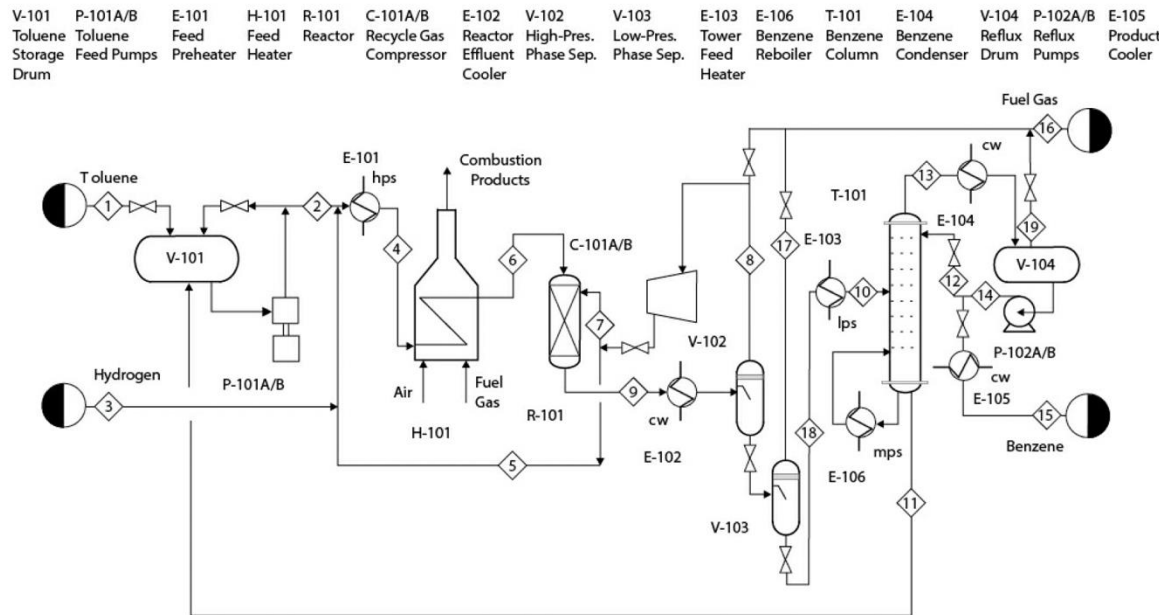 V-101 P-101A/B E-101 H-101 R-101 C-101A/B E-102 V-102 V-103 E-103 E-106 T-101 E-104 V-104 P-102A/B E-105
Toluene Toluene Feed Feed Reactor Recycle Gas Reactor High-Pres. Low-Pres. Tower Benzene Benzene Benzene Reflux Reflux Product
Storage Feed Pumps Preheater Heater Compressor Effluent Phase Sep. Phase Sep. Feed Reboiler Column Condenser Drum Pumps Cooler
Drum Cooler Heater
Fuel Gas
16
cw
Combustion
Products
E-101
hps
13
T oluene
T-101
1
2
E-104
19
C-101A/B
4
6
8
17
E-103
V-101
V-104
10
12
14
7
lps
V-102
P-102A/B
Hydrogen
P-101A/B
Air
Fuel
Gas
9
cw
E-105
3
R-101
cw
15
H-101
18
mps
Benzene
E-102
5
E-106
11
V-103